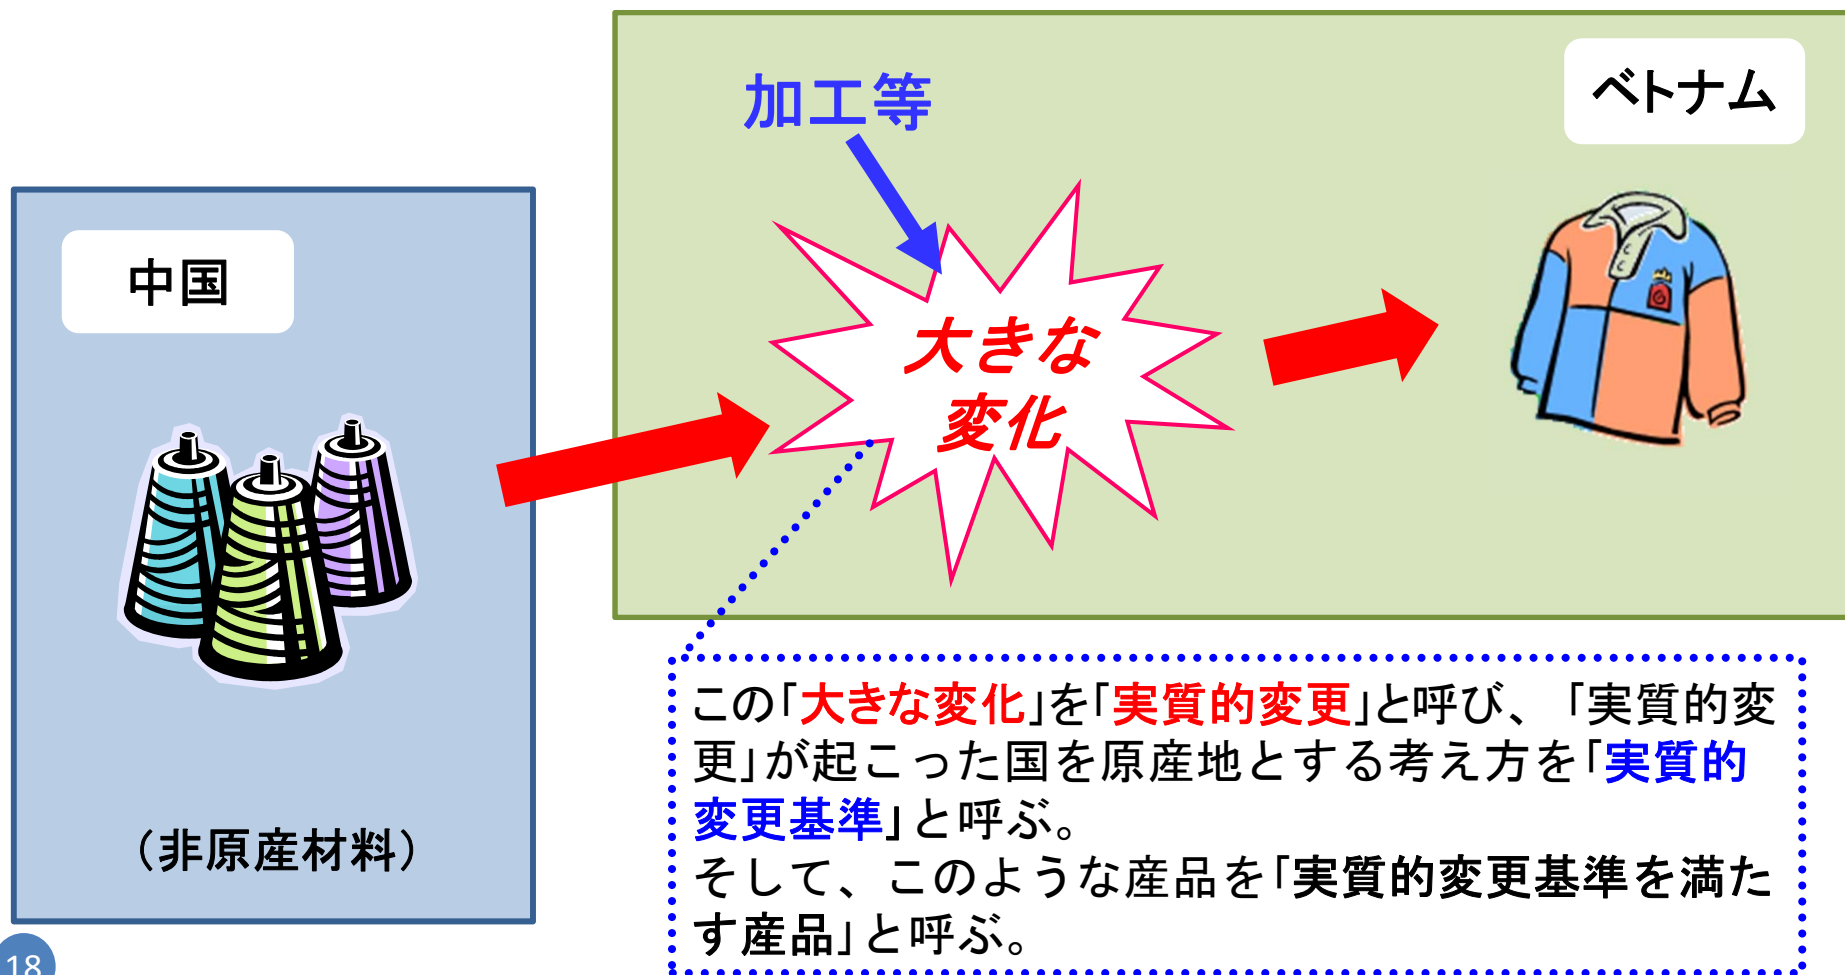 加工等
ベトナム
中国
大きな
変化
(非原産材料)
この「大きな変化」を「実質的変更」と呼び、「実質的変
更」が起こった国を原産地とする考え方を「実質的
変更基準」と呼ぶ。
そして、このような産品を「実質的変更基準を満た
す産品」と呼ぶ。
18